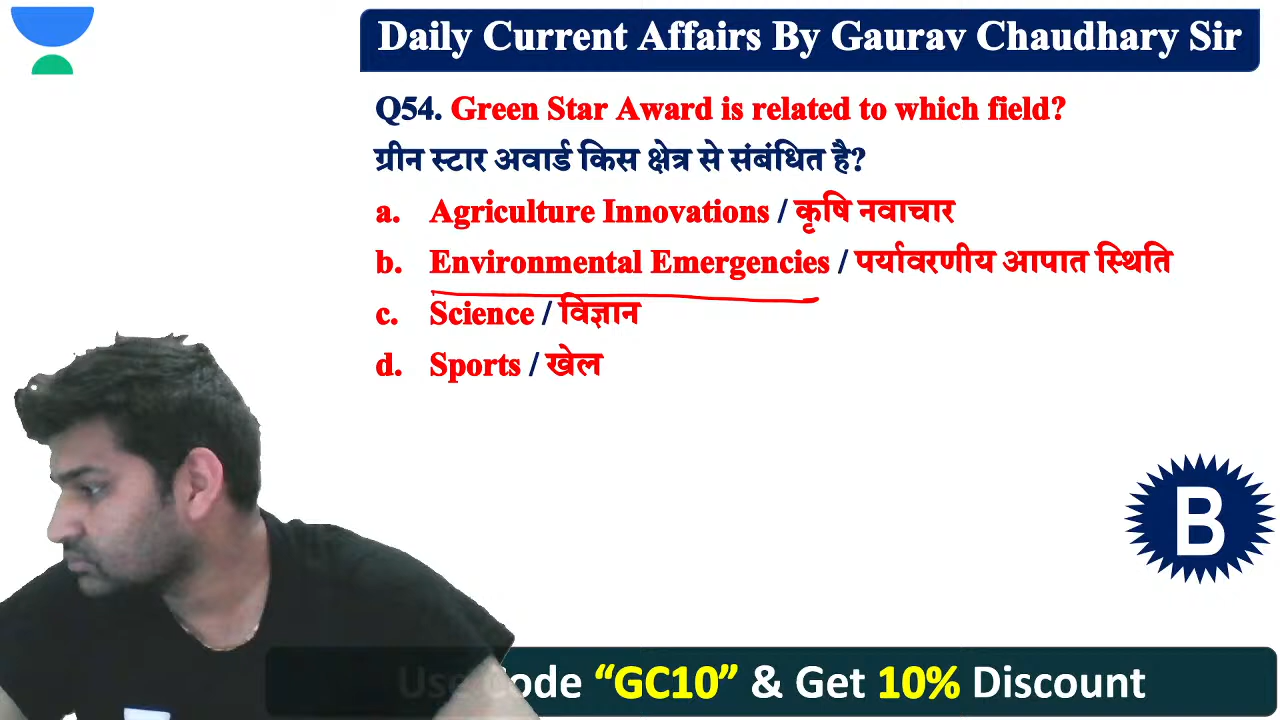 Daily Current Affairs By Gaurav Chaudhary Sir
Q54. Green Star Award is related to which field?
ग्रीन स्टार अवार्ड किस क्षेत्र से संबंधित है?
a. Agriculture Innovations / कृषि नवाचार
b. Environmental Emergencies / पर्यावरणीय आपात स्थिति
c. Science / विज्ञान
d. Sports / खेल
B
Use Code “GC10” & Get 10% Discount